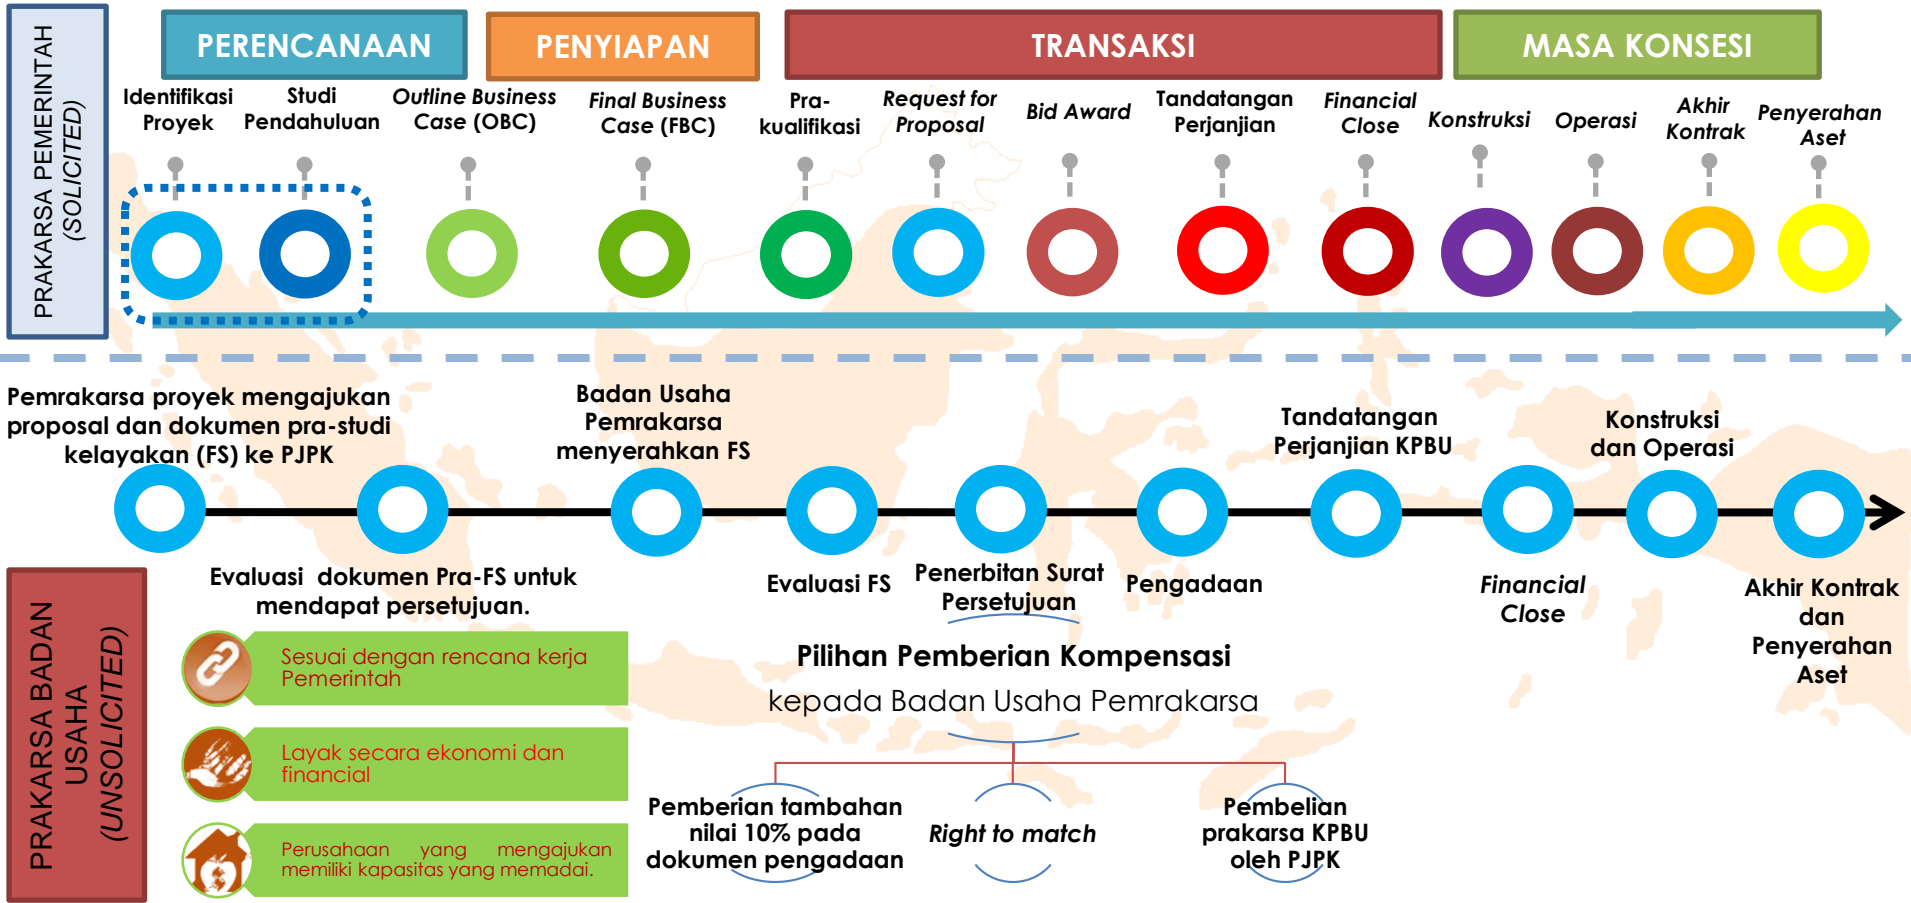 PRAKARSA PEMERINTAH
(SOLICITED)
PERENCANAAN
PENYIAPAN
TRANSAKSI
MASA KONSESI
Identifikasi
Proyek
Studi
Pendahuluan
Outline Business
Case (OBC)
Final Business
Case (FBC)
Pra-
kualifikasi
Request for
Proposal
Bid Award
Tandatangan
Perjanjian
Financial
Close
Konstruksi
Operasi
Akhir
Kontrak
Penyerahan
Aset
Pemrakarsa proyek mengajukan
proposal dan dokumen pra-studi
kelayakan (FS) ke PJPK
Badan Usaha
Pemrakarsa
menyerahkan FS
Tandatangan
Perjanjian KPBU
Konstruksi
dan Operasi
Evaluasi dokumen Pra-FS untuk
mendapat persetujuan.
Evaluasi FS
Penerbitan Surat
Persetujuan
Pengadaan
Financial
Close
Akhir Kontrak
dan
Penyerahan
Aset
PRAKARSA BADAN
USAHA
(UNSOLICITED)
Sesuai dengan rencana kerja
Pemerintah
Layak secara ekonomi dan
financial
Perusahaan yang mengajukan
memiliki kapasitas yang memadai.
Pilihan Pemberian Kompensasi
kepada Badan Usaha Pemrakarsa
Pemberian tambahan
nilai 10% pada
dokumen pengadaan
Right to match
Pembelian
prakarsa KPBU
oleh PJPK